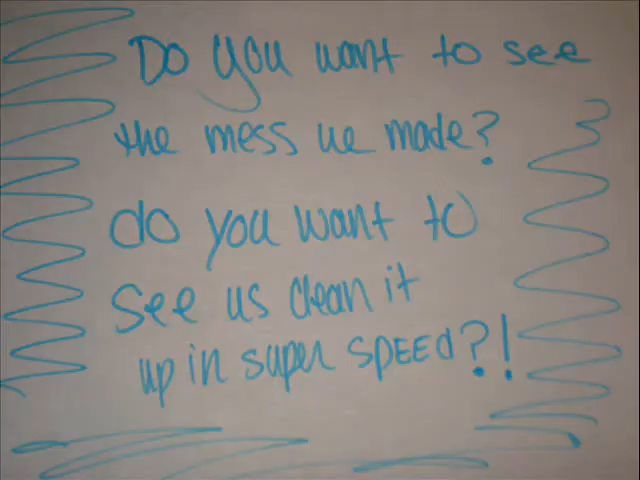 Do you want to see
the mess we made?
do you want to
see us clean it
up in super SPEEd?!